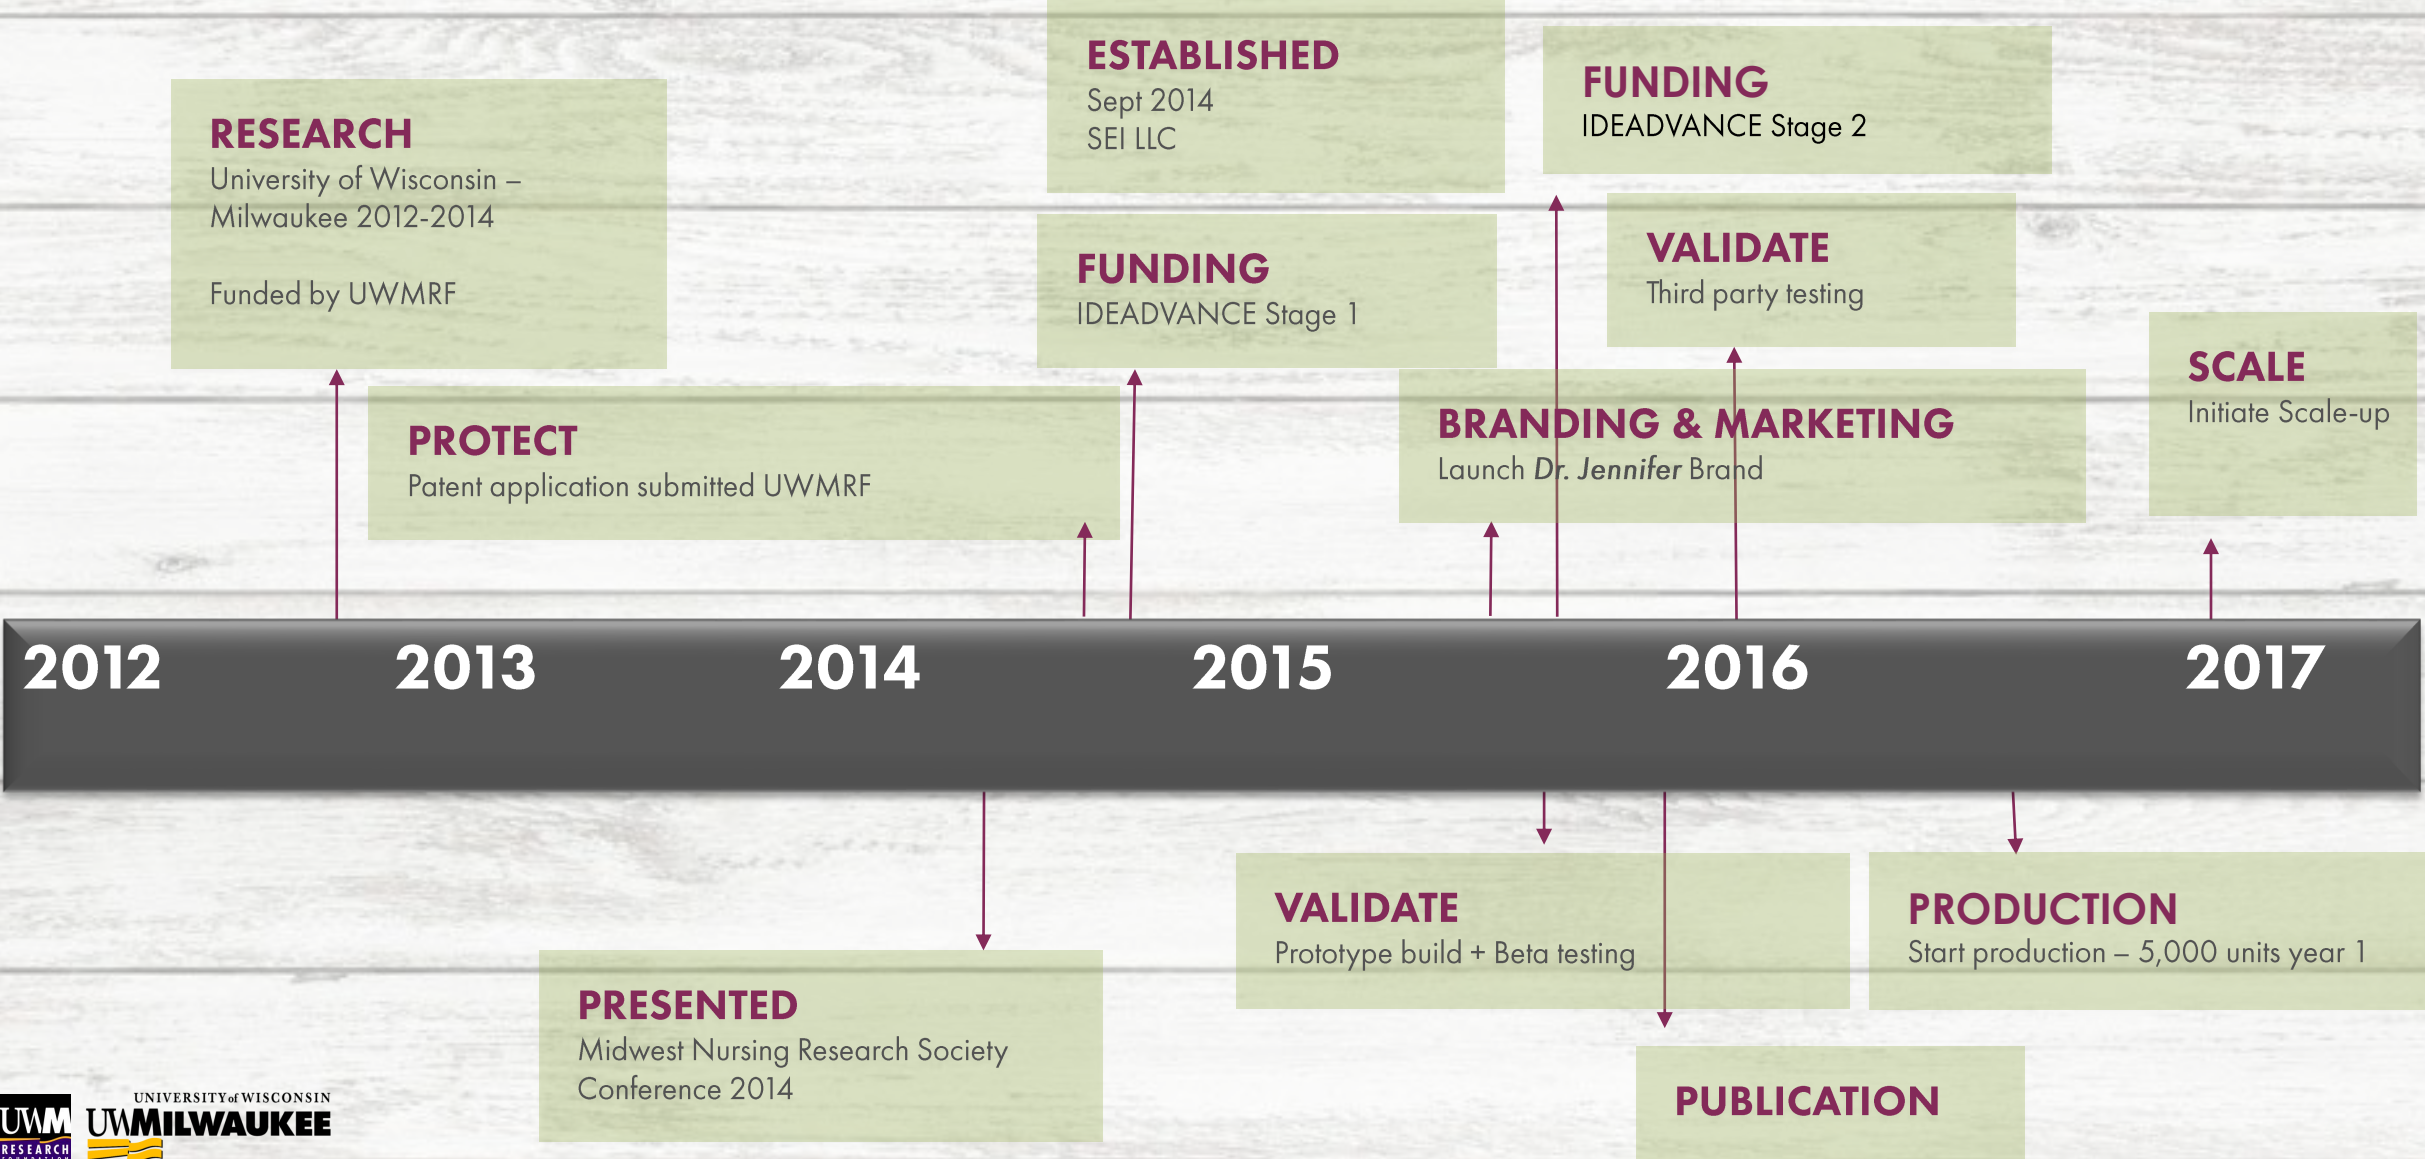 ESTABLISHED
Sept 2014
SEI LLC
FUNDING
IDEADVANCE Stage 2
RESEARCH
University of Wisconsin –
Milwaukee 2012-2014
Funded by UWMRF
FUNDING
IDEADVANCE Stage 1
VALIDATE
Third party testing
SCALE
Initiate Scale-up
PROTECT
Patent application submitted UWMRF
BRANDING & MARKETING
Launch Dr. Jennifer Brand
2012 2013 2014 2015 2016 2017
VALIDATE
Prototype build + Beta testing
PRODUCTION
Start production – 5,000 units year 1
PRESENTED
Midwest Nursing Research Society
Conference 2014
PUBLICATION
UWM
RESEARCH
UNIVERSITY of WISCONSIN
UWMILWAUKEE